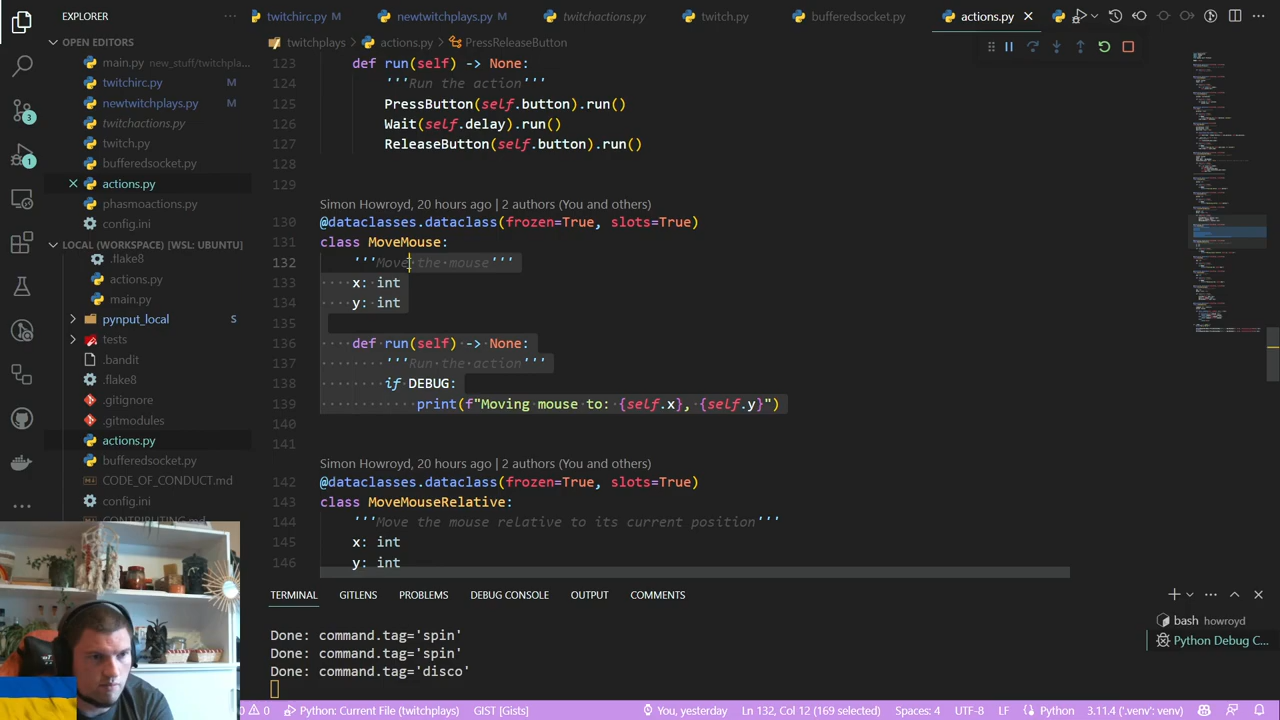 EXPLORER
OPEN EDITORS
main.py new_stuff/twitchpla...
twitchirc.py M
newtwitchplays.py M
twitchactions.py
twitch.py
bufferedsocket.py
actions.py
phasmoactions.py
config.ini
LOCAL (WORKSPACE) [WSL: UBUNTU]
.flake8
actions.py
main.py
pynput_local S
tests
.bandit
.flake8
.gitignore
.gitmodules
actions.py
bufferedsocket.py
CODE_OF_CONDUCT.md
config.ini
3
1
twitchirc.py M
newtwitchplays.py M
twitchactions.py
twitch.py
bufferedsocket.py
actions.py
twitchplays > actions.py > PressReleaseButton
123 def run(self) -> None:
124 '''Run the action'''
125 PressButton(self.button).run()
126 Wait(self.delay).run()
127 ReleaseButton(self.button).run()
128
129
Simon Howroyd, 20 hours ago | 2 authors (You and others)
130 @dataclasses.dataclass(frozen=True, slots=True)
131 class MoveMouse:
132 '''Move the mouse'''
133 x: int
134 y: int
135
136 def run(self) -> None:
137 '''Run the action'''
138 if DEBUG:
139 print(f"Moving mouse to: {self.x}, {self.y}")
140
141
Simon Howroyd, 20 hours ago | 2 authors (You and others)
142 @dataclasses.dataclass(frozen=True, slots=True)
143 class MoveMouseRelative:
144 '''Move the mouse relative to its current position'''
145 x: int
146 y: int
TERMINAL GITLENS PROBLEMS DEBUG CONSOLE OUTPUT COMMENTS
Done: command.tag='spin'
Done: command.tag='spin'
Done: command.tag='disco'
bash howroyd
Python Debug C...
0 Python: Current File (twitchplays) GIST [Gists] You, yesterday Ln 132, Col 12 (169 selected) Spaces: 4 UTF-8 LF Python 3.11.4 ('.venv': venv)